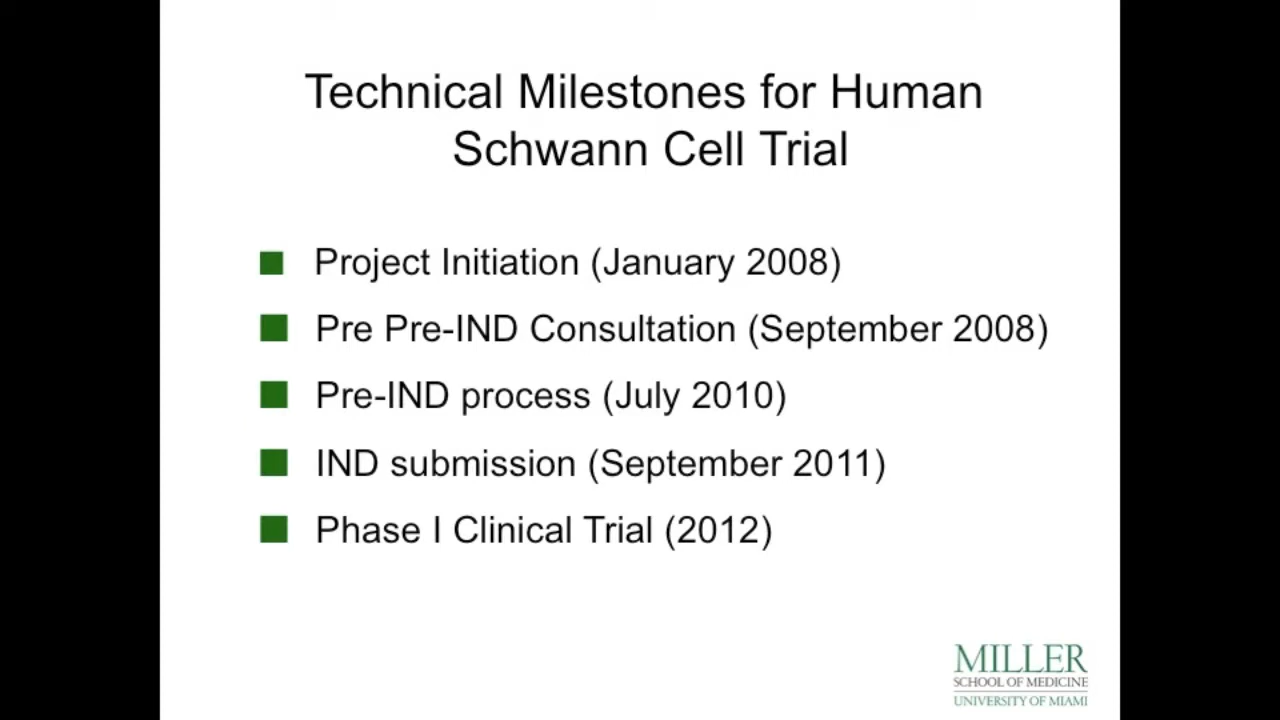 Technical Milestones for Human
Schwann Cell Trial
Project Initiation (January 2008)
Pre Pre-IND Consultation (September 2008)
Pre-IND process (July 2010)
IND submission (September 2011)
Phase I Clinical Trial (2012)
MILLER
SCHOOL OF MEDICINE
UNIVERSITY OF MIAMI